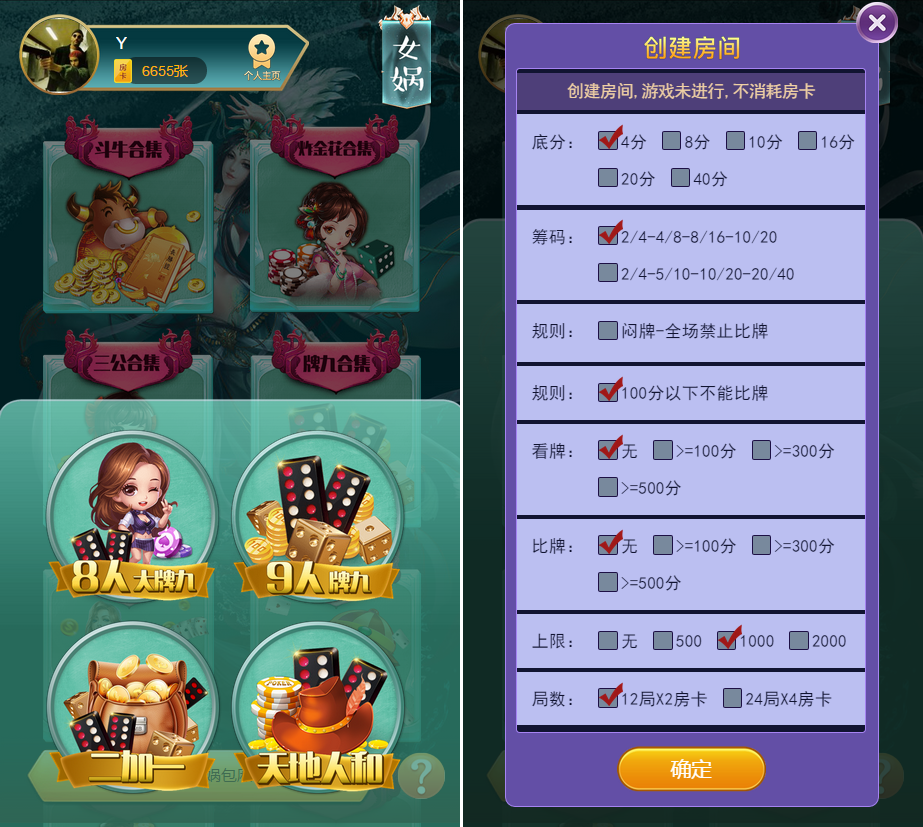 Y
房卡
6655张
个人主页
女娲
斗牛合集
炸金花合集
三公合集
牌九合集
8人大牌九
9人牌九
二加一
天地人和
娲包厢
?
创建房间
创建房间,游戏未进行,不消耗房卡
底分: 4分 8分 10分 16分
20分 40分
筹码: 2/4-4/8-8/16-10/20
2/4-5/10-10/20-20/40
规则: 闷牌-全场禁止比牌
规则: 100分以下不能比牌
看牌: 无 >=100分 >=300分
>=500分
比牌: 无 >=100分 >=300分
>=500分
上限: 无 500 1000 2000
局数: 12局X2房卡 24局X4房卡
确定